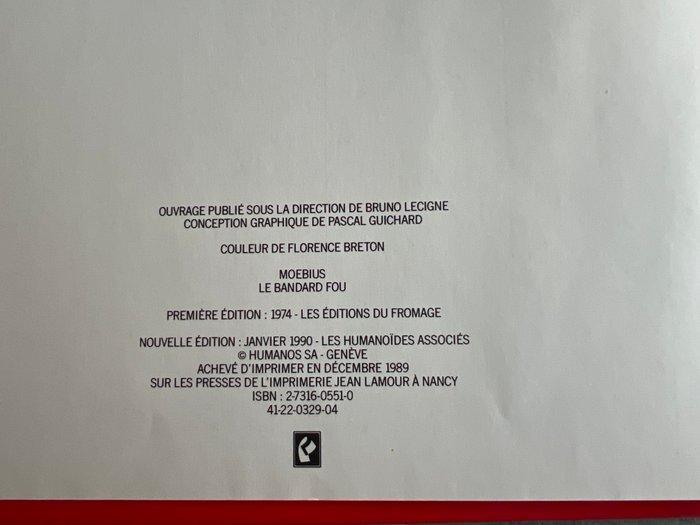 OUVRAGE PUBLIÉ SOUS LA DIRECTION DE BRUNO LECIGNE
CONCEPTION GRAPHIQUE DE PASCAL GUICHARD
COULEUR DE FLORENCE BRETON
MOEBIUS
LE BANDARD FOU
PREMIÈRE ÉDITION : 1974 - LES ÉDITIONS DU FROMAGE
NOUVELLE ÉDITION : JANVIER 1990 - LES HUMANOÏDES ASSOCIÉS
© HUMANOS SA - GENÈVE
ACHEVÉ D'IMPRIMER EN DÉCEMBRE 1989
SUR LES PRESSES DE L'IMPRIMERIE JEAN LAMOUR À NANCY
ISBN : 2-7316-0551-0
41-22-0329-04